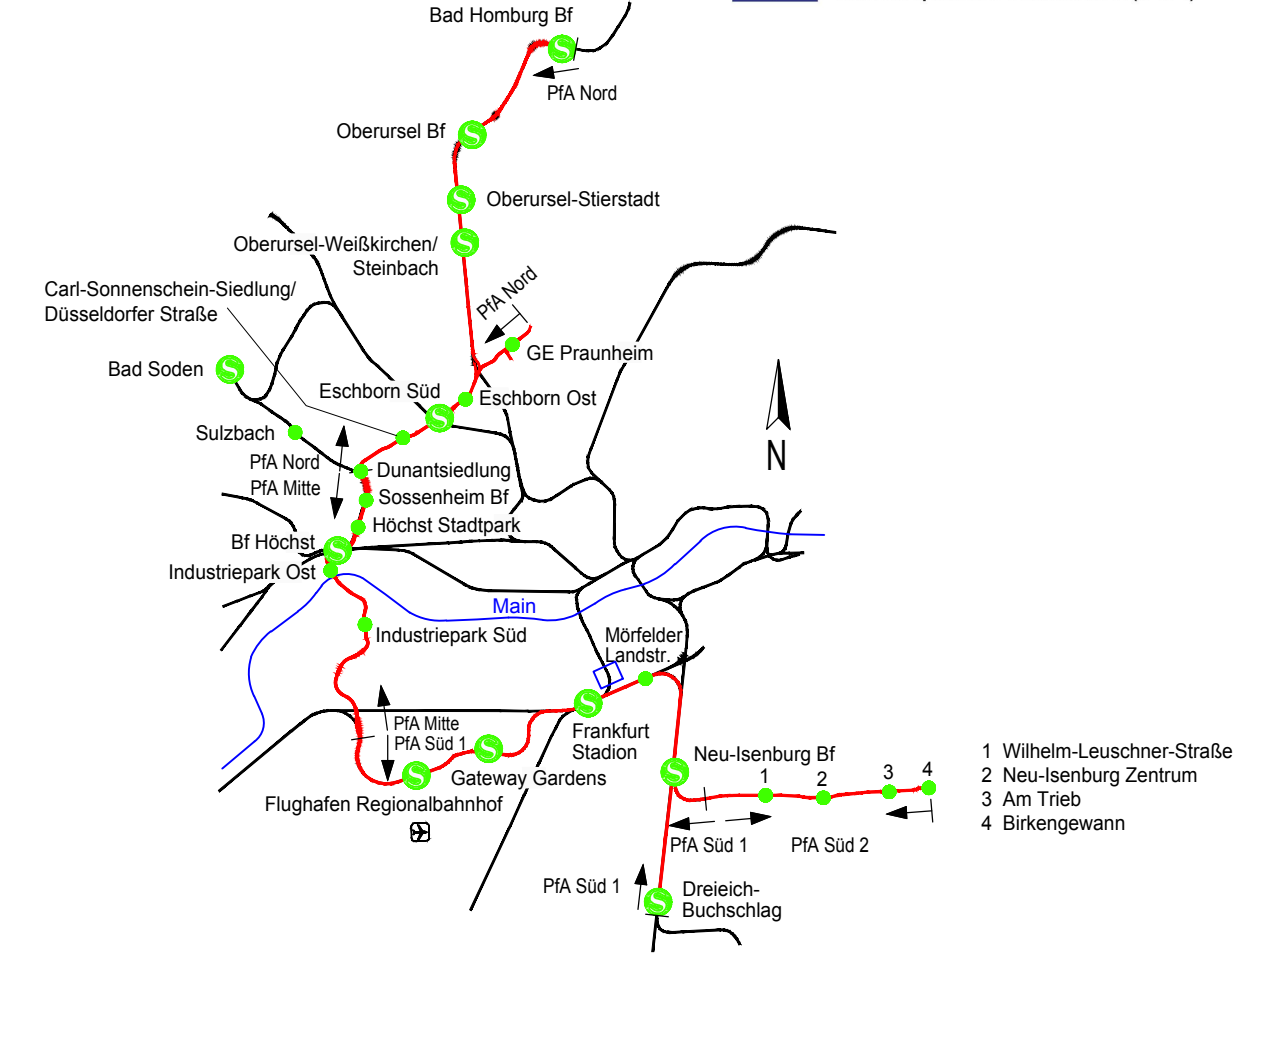 Bad Homburg Bf
PfA Nord
Oberursel Bf
Oberursel-Stierstadt
Oberursel-Weißkirchen/
Steinbach
PfA Nord
Carl-Sonnenschein-Siedlung/
Düsseldorfer Straße
GE Praunheim
Bad Soden
Eschborn Süd
Eschborn Ost
Sulzbach
PfA Nord
PfA Mitte
Dunantsiedlung
Sossenheim Bf
Höchst Stadtpark
N
Bf Höchst
Industriepark Ost
Main
Industriepark Süd
Mörfelder
Landstr.
PfA Mitte
PfA Süd 1
Frankfurt
Stadion
Gateway Gardens
Flughafen Regionalbahnhof
Neu-Isenburg Bf
1
2
3
4
PfA Süd 1
PfA Süd 2
PfA Süd 1
Dreieich-
Buchschlag
1 Wilhelm-Leuschner-Straße
2 Neu-Isenburg Zentrum
3 Am Trieb
4 Birkengewann